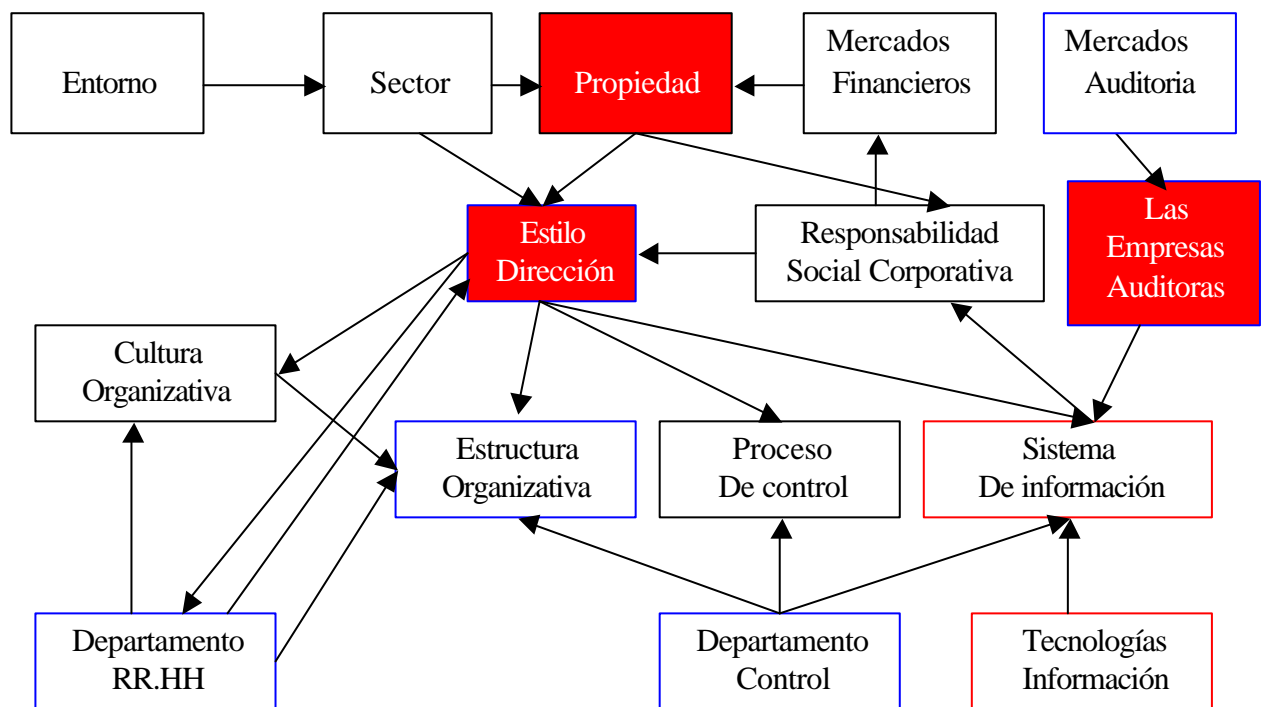 Entorno
Sector
Propiedad
Mercados
Financieros
Mercados
Auditoria
Las
Empresas
Auditoras
Estilo
Dirección
Responsabilidad
Social Corporativa
Cultura
Organizativa
Estructura
Organizativa
Proceso
De control
Sistema
De información
Departamento
RR.HH
Departamento
Control
Tecnologías
Información